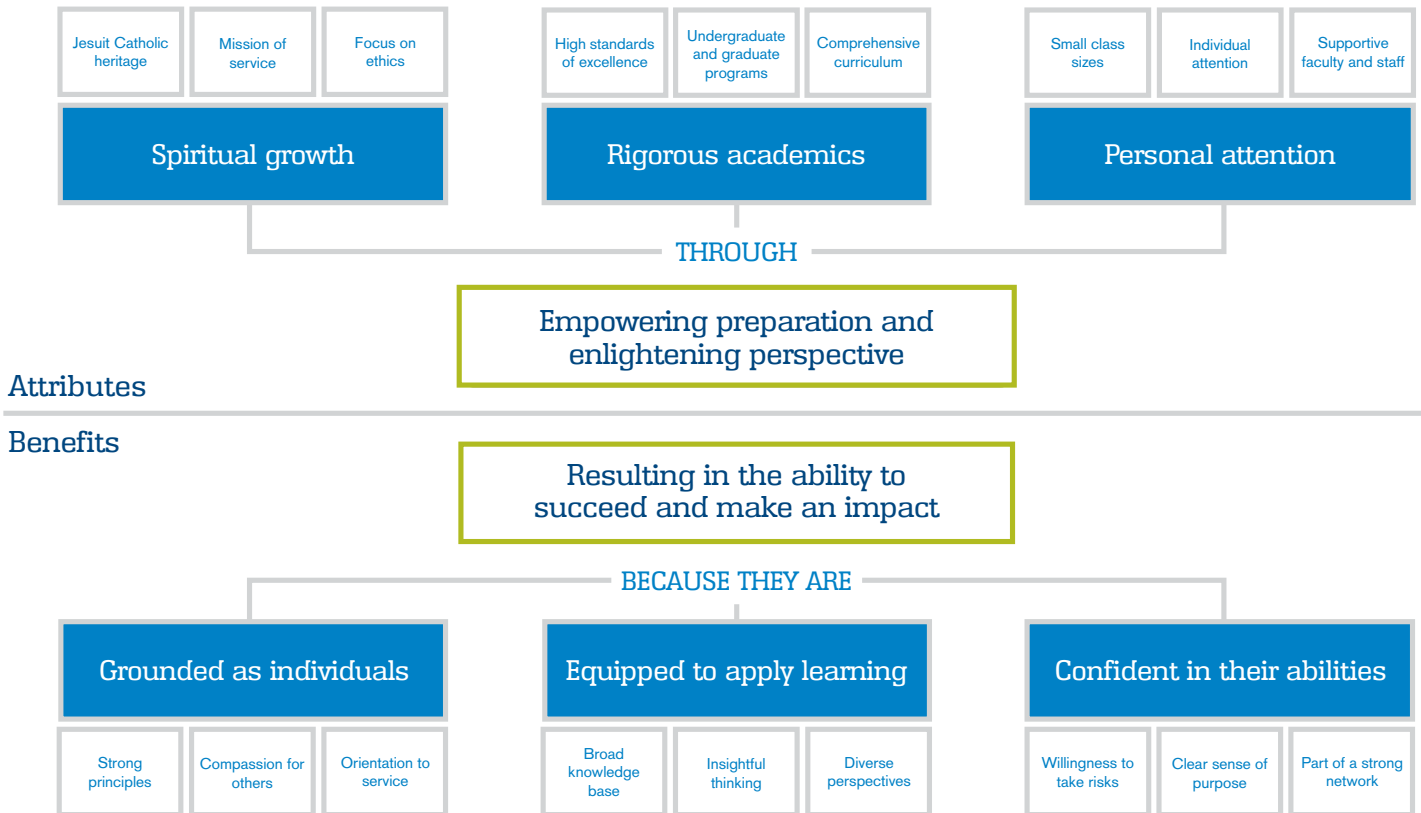 Jesuit Catholic
heritage
Mission of
service
Focus on
ethics
High standards
of excellence
Undergraduate
and graduate
programs
Comprehensive
curriculum
Small class
sizes
Individual
attention
Supportive
faculty and staff
Spiritual growth
Rigorous academics
Personal attention
THROUGH
Empowering preparation and
enlightening perspective
Attributes
Benefits
Resulting in the ability to
succeed and make an impact
BECAUSE THEY ARE
Grounded as individuals
Equipped to apply learning
Confident in their abilities
Strong
principles
Compassion for
others
Orientation to
service
Broad
knowledge
base
Insightful
thinking
Diverse
perspectives
Willingness to
take risks
Clear sense of
purpose
Part of a strong
network